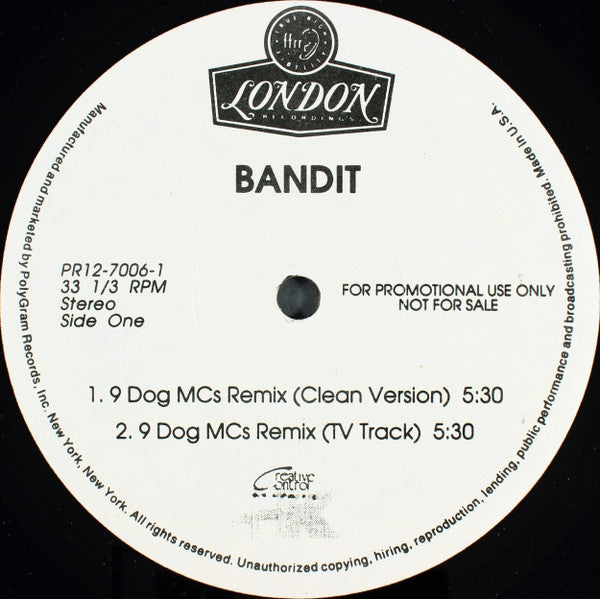 TRUE HIGH FIDELITY
ffrr
LONDON
RECORDINGS
BANDIT
PR12-7006-1
33 1/3 RPM
Stereo
Side One
FOR PROMOTIONAL USE ONLY
NOT FOR SALE
1. 9 Dog MCs Remix (Clean Version) 5:30
2. 9 Dog MCs Remix (TV Track) 5:30
Creative
Control
Manufactured and marketed by PolyGram Records, Inc. New York, New York. All rights reserved. Unauthorized copying, hiring, reproduction, lending, public performance and broadcasting prohibited. Made in U.S.A.